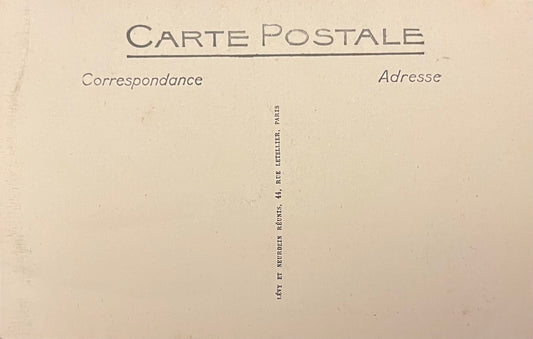 CARTE POSTALE
Correspondance
Adresse
LÉVY ET NEURDEIN RÉUNIS, 44, RUE LETELLIER, PARIS